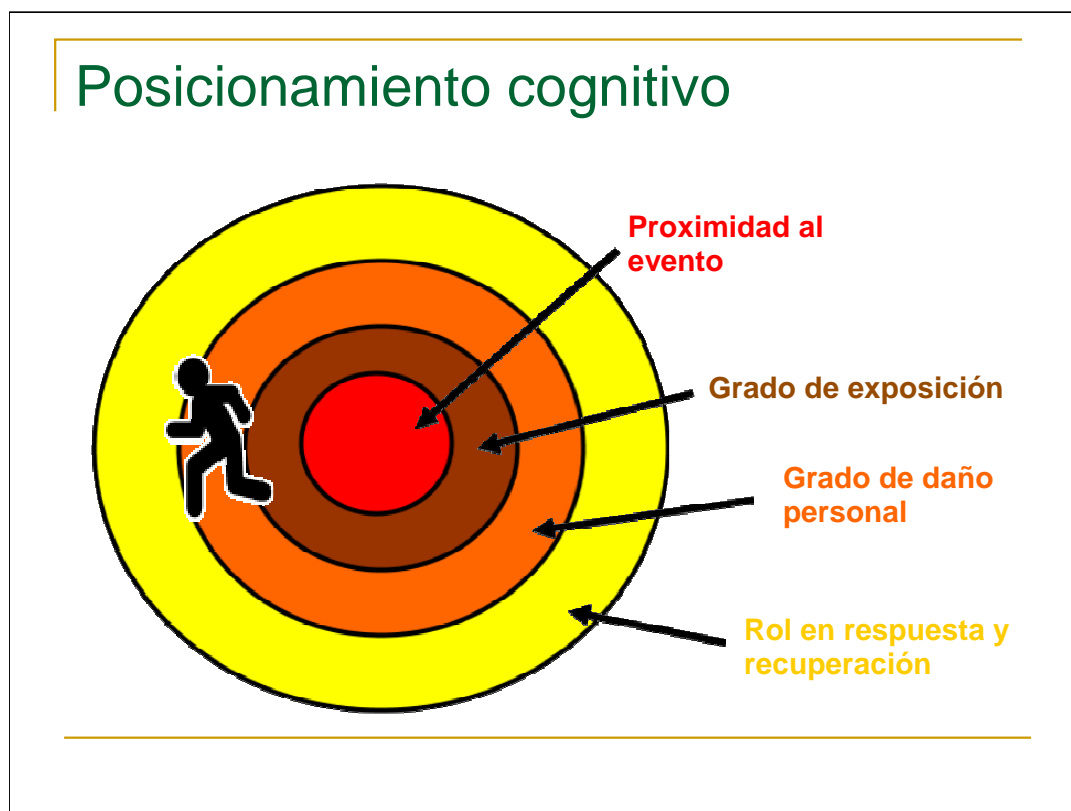 Posicionamiento cognitivo
Proximidad al
evento
Grado de exposición
Grado de daño
personal
Rol en respuesta y
recuperación